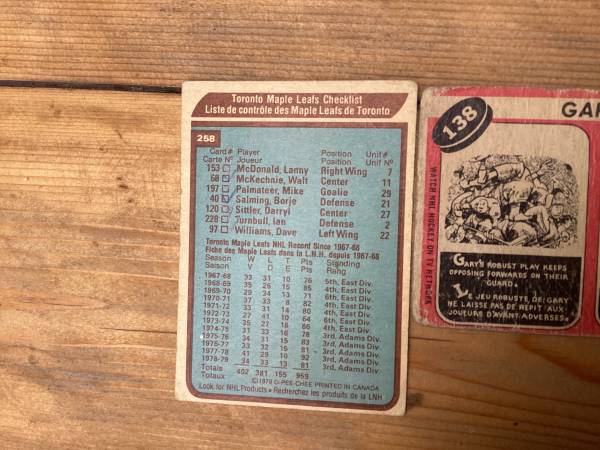 Toronto Maple Leafs Checklist
Liste de contrôle des Maple Leafs de Toronto
258
Card # Player Position Unif #
Carte Nº Joueur Position Unif Nº
153 McDonald, Lanny Right Wing 7
68 McKechnie, Walt Center 11
197 Palmateer, Mike Goalie 29
40 Salming, Borje Defense 21
120 Sittler, Darryl Center 27
228 Turnbull, Ian Defense 2
97 Williams, Dave Left Wing 22
Toronto Maple Leafs NHL Record Since 1967-68
Fiche des Maple Leafs dans la L.N.H. depuis 1967-68
Season W L T Pts Standing
Saison V D E Pts Rang
1967-68 33 31 10 76 5th, East Div.
1968-69 35 26 15 85 4th, East Div.
1969-70 29 34 13 71 6th, East Div.
1970-71 37 33 8 82 4th, East Div.
1971-72 33 31 14 80 4th, East Div.
1972-73 27 41 10 64 6th, East Div.
1973-74 35 27 16 86 4th, East Div.
1974-75 31 33 16 78 3rd, Adams Div.
1975-76 34 31 15 83 3rd, Adams Div.
1976-77 33 32 15 81 3rd, Adams Div.
1977-78 41 29 10 92 3rd, Adams Div.
1978-79 34 33 13 81 3rd, Adams Div.
Totals
Totaux 402 381 155 959
© 1979 O-PEE-CHEE PRINTED IN CANADA
Look for NHL Products • Recherchez les produits de la LNH
138
GAR
WATCH NHL HOCKEY ON TV NETWORK
GARY'S ROBUST PLAY KEEPS
OPPOSING FORWARDS ON THEIR
GUARD.
LE JEU ROBUSTE DE GARY
NE LAISSE PAS DE RÉPIT AUX
JOUEURS D'AVANT ADVERSES.